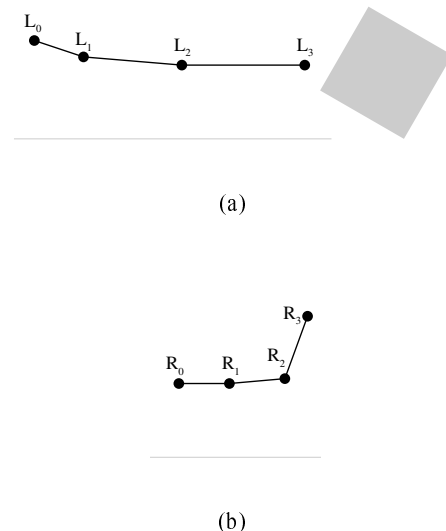 L₀ L₁ L₂ L₃
(a)
R₃
R₀ R₁ R₂
(b)